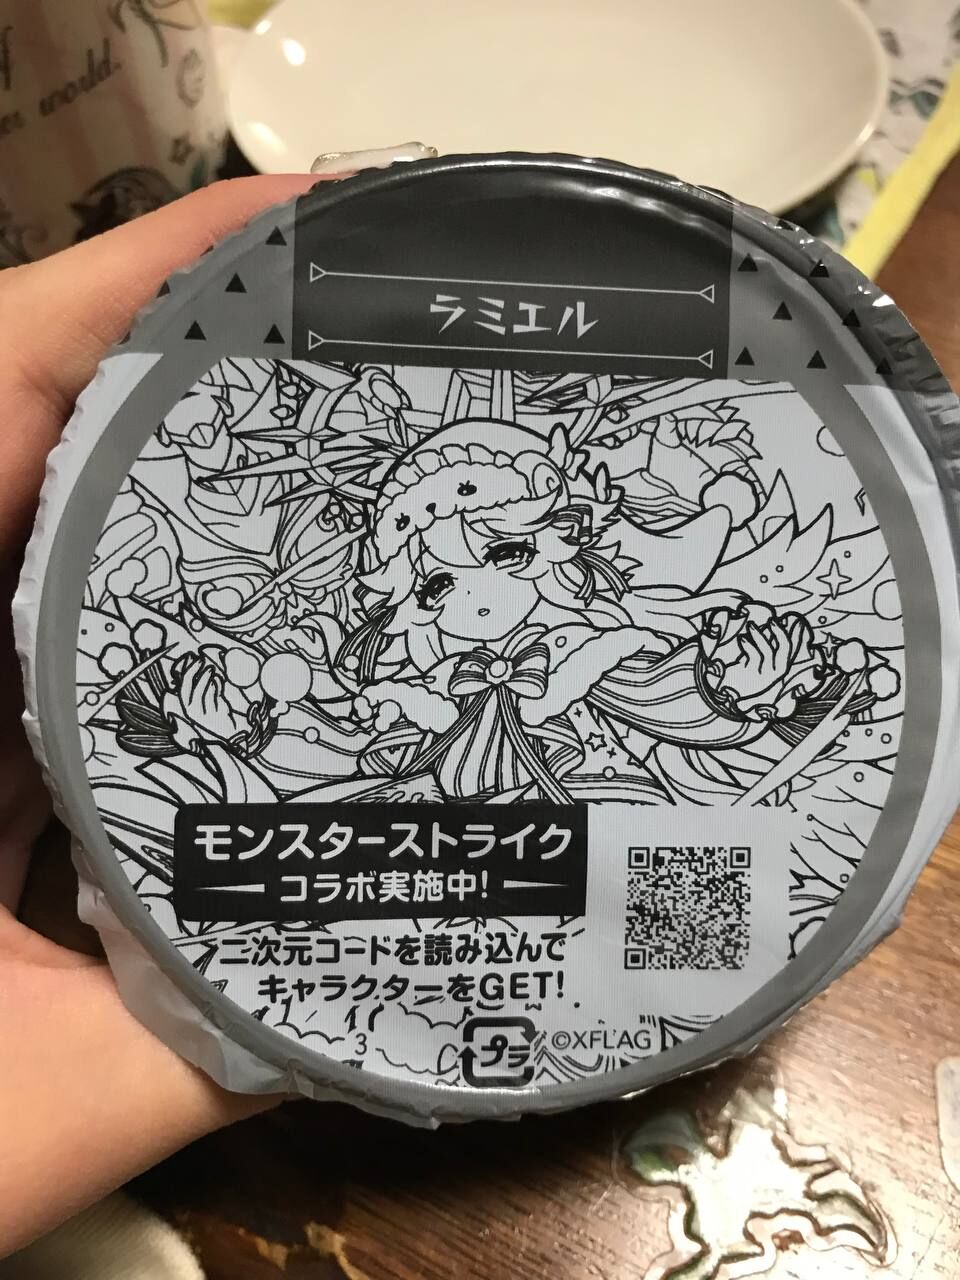 world.
ラミエル
モンスターストライク
コラボ実施中!
二次元コードを読み込んで
キャラクターをGET!
3
プラ
©XFLAG